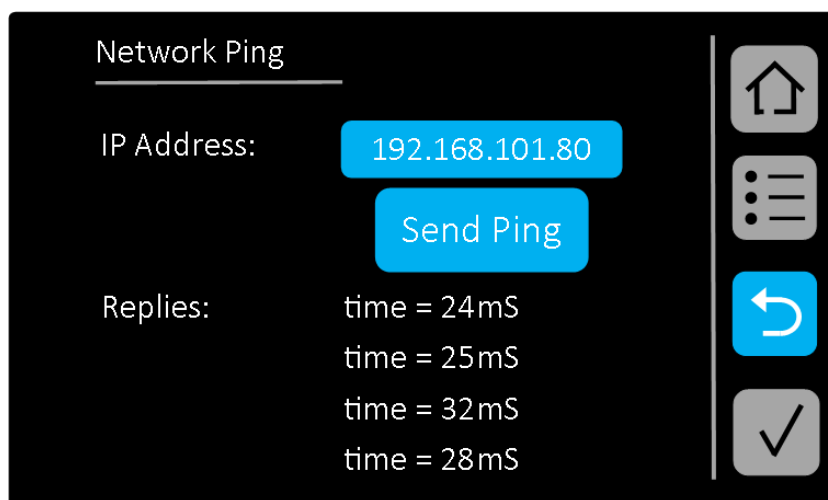 Network Ping
IP Address: 192.168.101.80
Send Ping
Replies: time = 24mS
time = 25mS
time = 32mS
time = 28mS